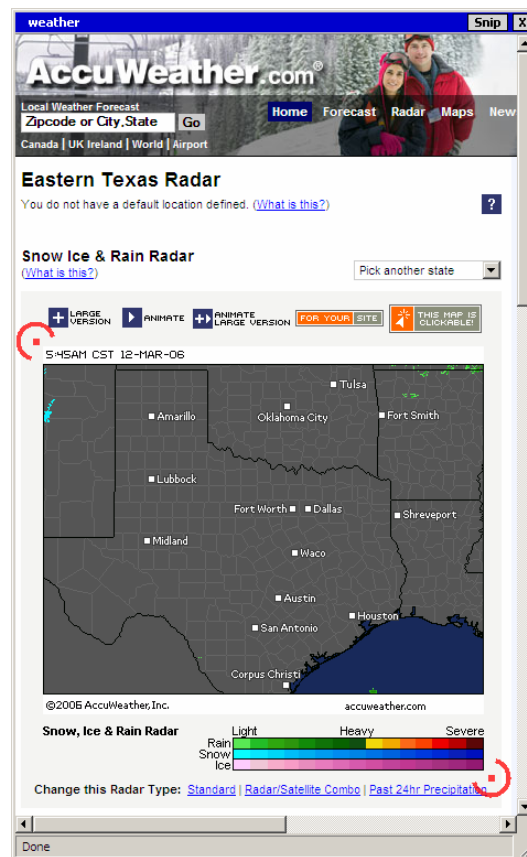 weather
Snip X
AccuWeather.com®
Local Weather Forecast
Zipcode or City,State Go
Home Forecast Radar Maps New
Canada | UK Ireland | World | Airport
Eastern Texas Radar
You do not have a default location defined. (What is this?)
?
Snow Ice & Rain Radar
(What is this?)
Pick another state
LARGE VERSION
ANIMATE
ANIMATE LARGE VERSION
FOR YOUR SITE
THIS MAP IS CLICKABLE!
5:45AM CST 12-MAR-06
Tulsa
Amarillo
Oklahoma City
Fort Smith
Lubbock
Fort Worth
Dallas
Shreveport
Midland
Waco
Austin
Houston
San Antonio
Corpus Christi
©2006 AccuWeather, Inc.
accuweather.com
Snow, Ice & Rain Radar
Light Heavy Severe
Rain
Snow
Ice
Change this Radar Type: Standard | Radar/Satellite Combo | Past 24hr Precipitation
Done